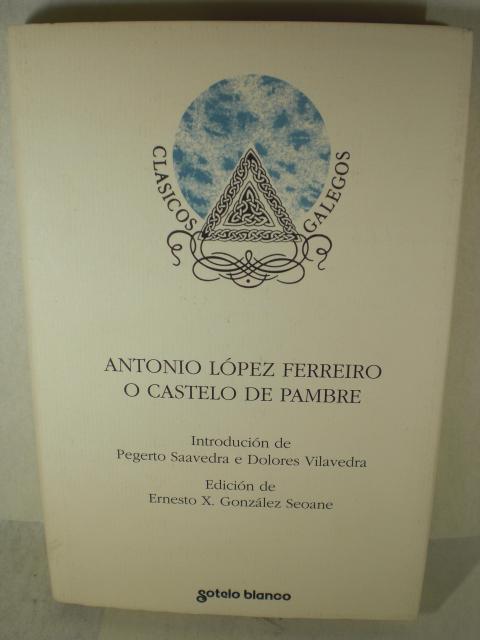 CLASICOS GALEGOS
ANTONIO LÓPEZ FERREIRO
O CASTELO DE PAMBRE
Introdución de
Pegerto Saavedra e Dolores Vilavedra
Edición de
Ernesto X. González Seoane
sotelo blanco